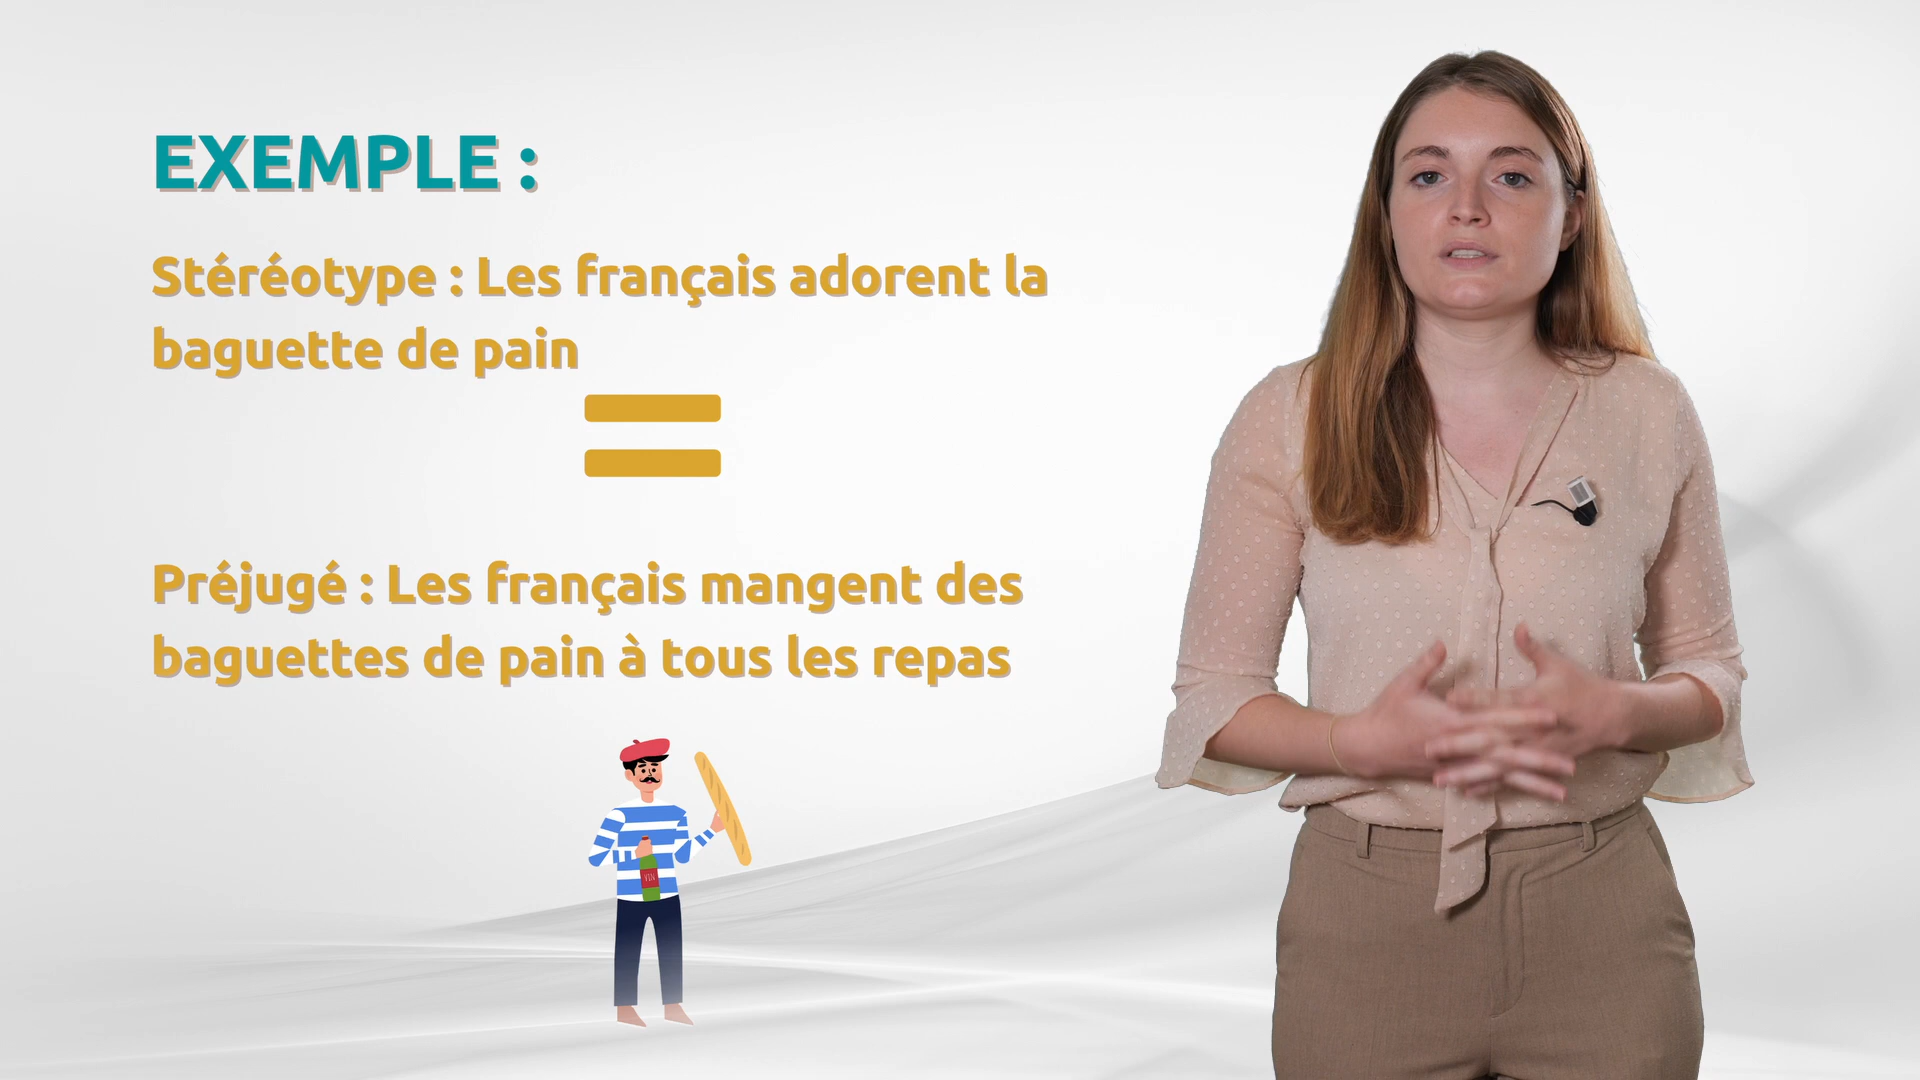 EXEMPLE :
Stéréotype : Les français adorent la
baguette de pain
Préjugé : Les français mangent des
baguettes de pain à tous les repas
VIN